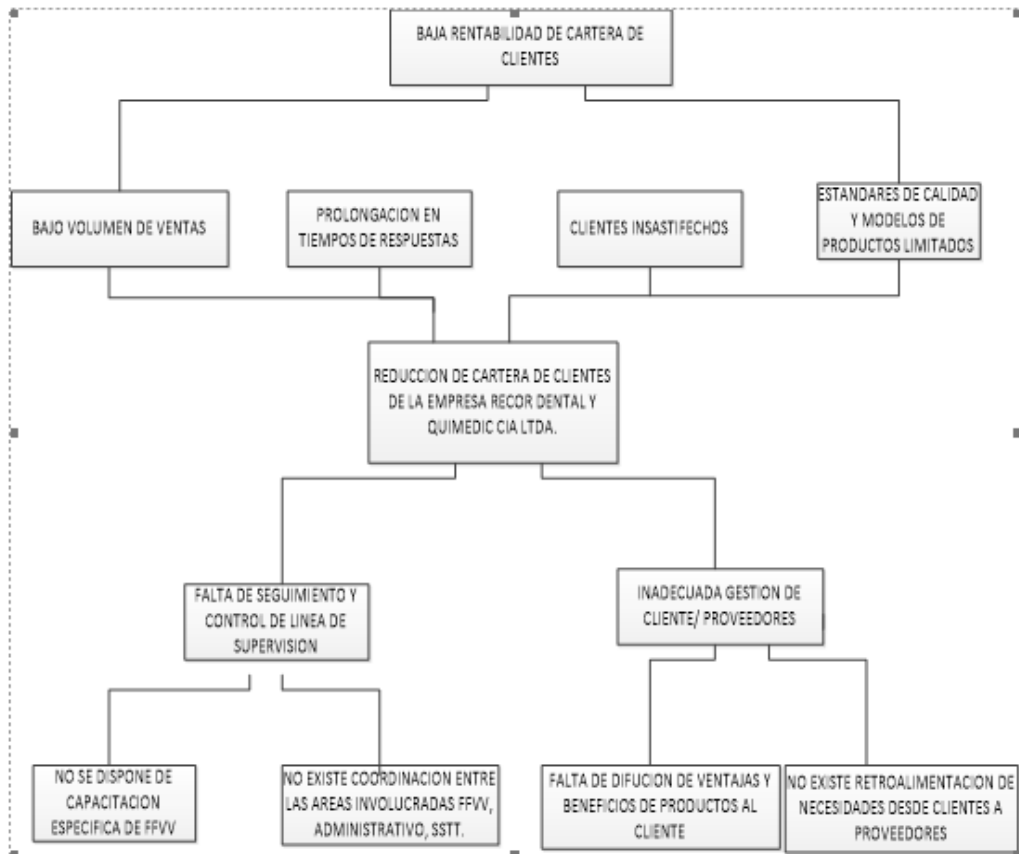 BAJA RENTABILIDAD DE CARTERA DE
CLIENTES
BAJO VOLUMEN DE VENTAS
PROLONGACION EN
TIEMPOS DE RESPUESTAS
CLIENTES INSASTIFECHOS
ESTANDARES DE CALIDAD
Y MODELOS DE
PRODUCTOS LIMITADOS
REDUCCION DE CARTERA DE CLIENTES
DE LA EMPRESA RECOR DENTAL Y
QUIMEDIC CIA LTDA.
FALTA DE SEGUIMIENTO Y
CONTROL DE LINEA DE
SUPERVISION
INADECUADA GESTION DE
CLIENTE/ PROVEEDORES
NO SE DISPONE DE
CAPACITACION
ESPECIFICA DE FFVV
NO EXISTE COORDINACION ENTRE
LAS AREAS INVOLUCRADAS FFVV,
ADMINISTRATIVO, SSTT.
FALTA DE DIFUCION DE VENTAJAS Y
BENEFICIOS DE PRODUCTOS AL
CLIENTE
NO EXISTE RETROALIMENTACION DE
NECESIDADES DESDE CLIENTES A
PROVEEDORES